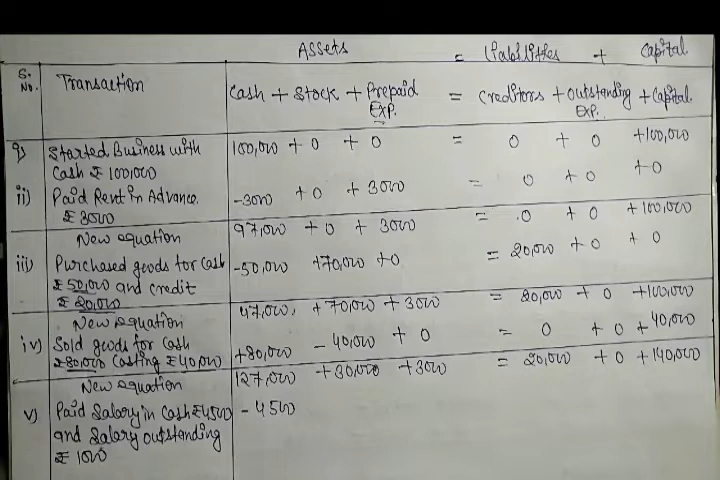 Assets = liabilities + Capital
S. No. Transaction Cash + Stock + Prepaid Exp. = Creditors + Outstanding Exp. + Capital
i) Started Business with 100,000 + 0 + 0 = 0 + 0 + 100,000
Cash ₹ 100,000
ii) Paid Rent in Advance. -3000 + 0 + 3000 = 0 + 0 + 0
₹ 3000
New equation 97,000 + 0 + 3000 = 0 + 0 + 100,000
iii) Purchased goods for Cash -50,000 +70,000 +0 = 20,000 + 0 + 0
₹ 50,000 and credit
₹ 20,000
New equation 47,000, + 70,000 + 3000 = 20,000 + 0 +100,000
iv) Sold goods for Cash +80,000 - 40,000 + 0 = 0 + 0 + 40,000
₹ 80,000 Casting ₹ 40,000
New equation 127,000 + 30,000 + 3000 = 20,000 + 0 + 140,000
v) Paid Salary in Cash ₹ 4500 - 4500
and Salary outstanding
₹ 1000